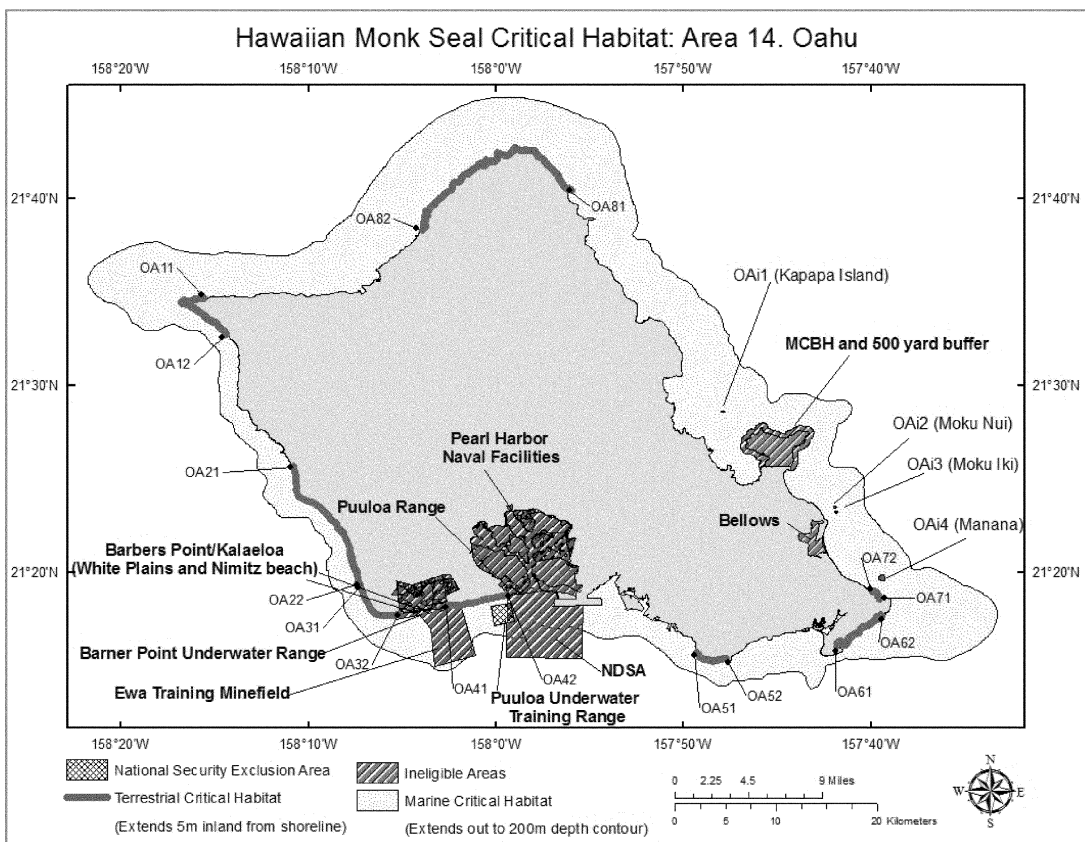 Hawaiian Monk Seal Critical Habitat: Area 14. Oahu
158°20'W 158°10'W 158°0'W 157°50'W 157°40'W
21°40'N 21°40'N
OA82
OA81
OA11
OAi1 (Kapapa Island)
OA12
MCBH and 500 yard buffer
21°30'N 21°30'N
OAi2 (Moku Nui)
Pearl Harbor
Naval Facilities
OAi3 (Moku Iki)
OA21
Puuloa Range
Bellows
OAi4 (Manana)
Barbers Point/Kalaeloa
(White Plains and Nimitz beach)
OA72
21°20'N 21°20'N
OA22
OA71
OA31
OA62
Barner Point Underwater Range
OA32
NDSA
OA41
OA42
OA61
Ewa Training Minefield
Puuloa Underwater
Training Range
OA51
OA52
158°20'W 158°10'W 158°0'W 157°50'W 157°40'W
National Security Exclusion Area
Ineligible Areas
Terrestrial Critical Habitat
(Extends 5m inland from shoreline)
Marine Critical Habitat
(Extends out to 200m depth contour)
0 2.25 4.5 9 Miles
0 5 10 20 Kilometers
N
W E
S